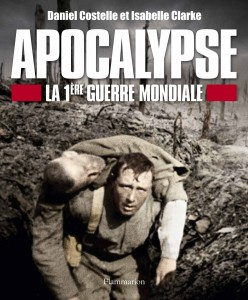 Daniel Costelle et Isabelle Clarke
APOCALYPSE
LA 1ÈRE GUERRE MONDIALE
Flammarion